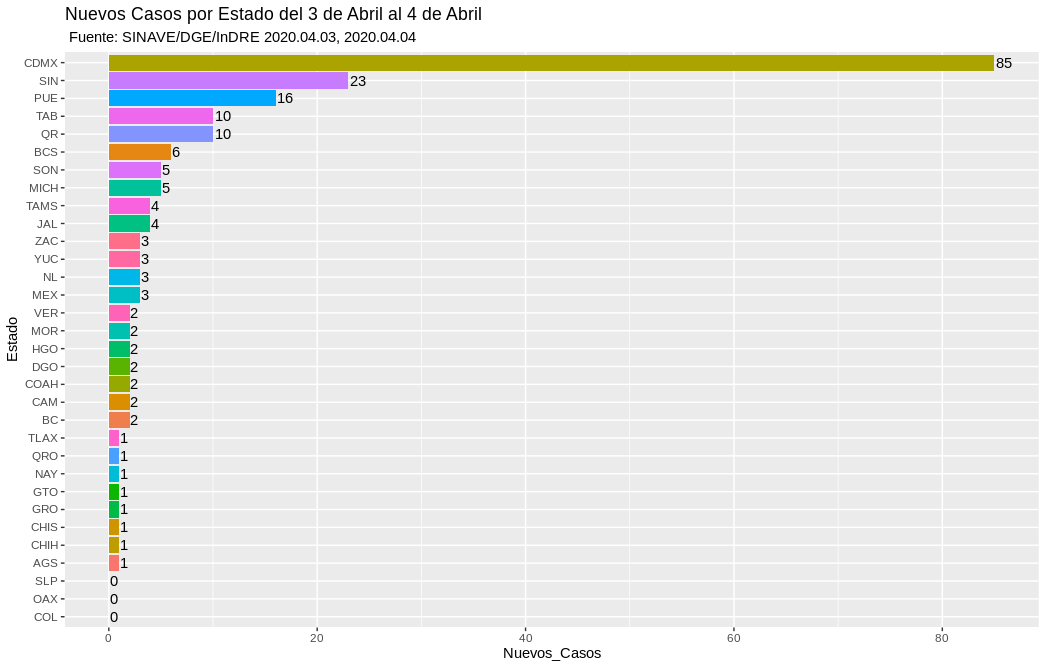 Nuevos Casos por Estado del 3 de Abril al 4 de Abril
Fuente: SINAVE/DGE/InDRE 2020.04.03, 2020.04.04
Estado
CDMX 85
SIN 23
PUE 16
TAB 10
QR 10
BCS 6
SON 5
MICH 5
TAMS 4
JAL 4
ZAC 3
YUC 3
NL 3
MEX 3
VER 2
MOR 2
HGO 2
DGO 2
COAH 2
CAM 2
BC 2
TLAX 1
QRO 1
NAY 1
GTO 1
GRO 1
CHIS 1
CHIH 1
AGS 1
SLP 0
OAX 0
COL 0
0 20 40 60 80
Nuevos_Casos